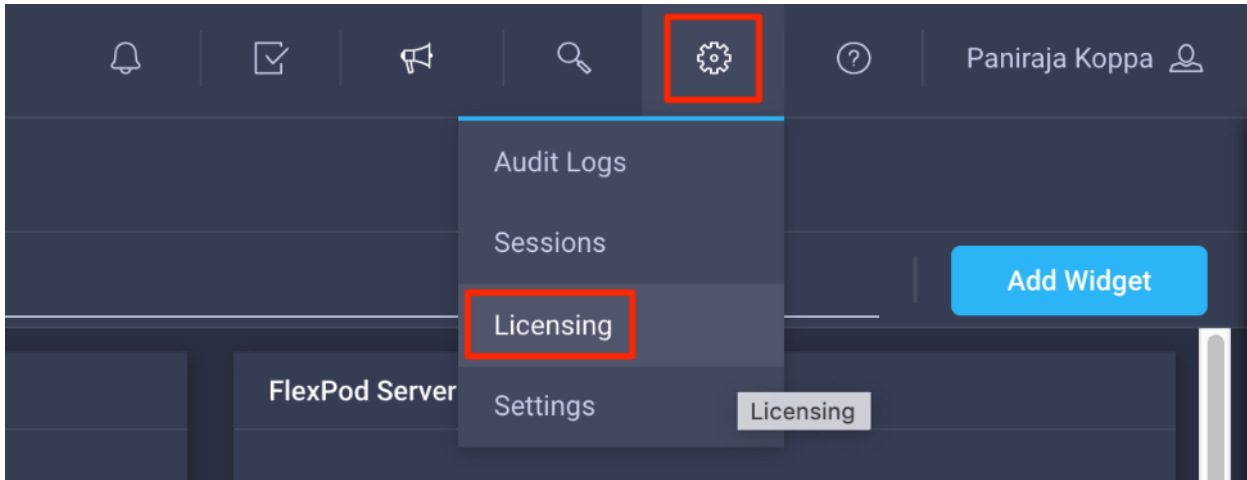 Paniraja Koppa
Audit Logs
Sessions
Add Widget
Licensing
FlexPod Server
Settings
Licensing